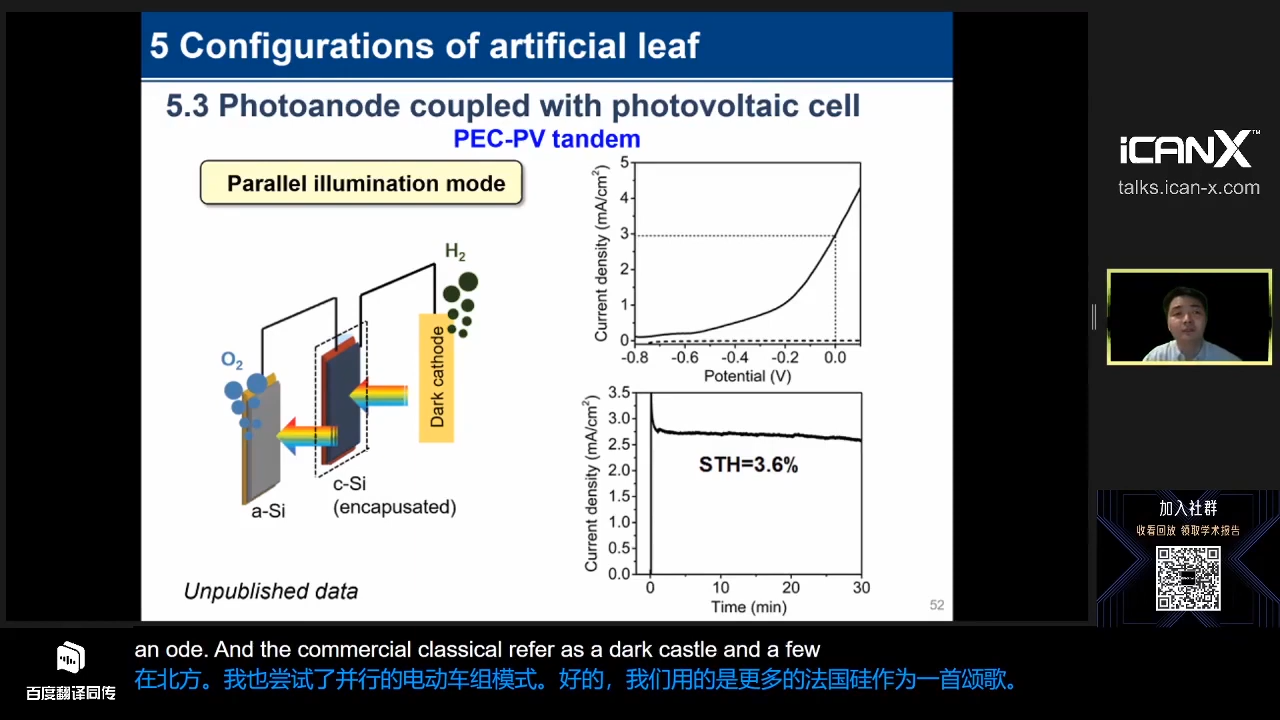 5 Configurations of artificial leaf
5.3 Photoanode coupled with photovoltaic cell
PEC-PV tandem
Parallel illumination mode
H2
O2
Dark cathode
a-Si
c-Si
(encapusated)
Unpublished data
5
4
3
2
1
0
Current density (mA/cm2)
-0.8 -0.6 -0.4 -0.2 0.0
Potential (V)
3.5
3.0
2.5
2.0
1.5
1.0
0.5
0.0
Current density (mA/cm2)
STH=3.6%
0 10 20 30
Time (min)
52
iCANX™
talks.ican-x.com
加入社群
收看回放 领取学术报告
百度翻译同传
an ode. And the commercial classical refer as a dark castle and a few
在北方。我也尝试了并行的电动车组模式。好的，我们用的是更多的法国硅作为一首颂歌。